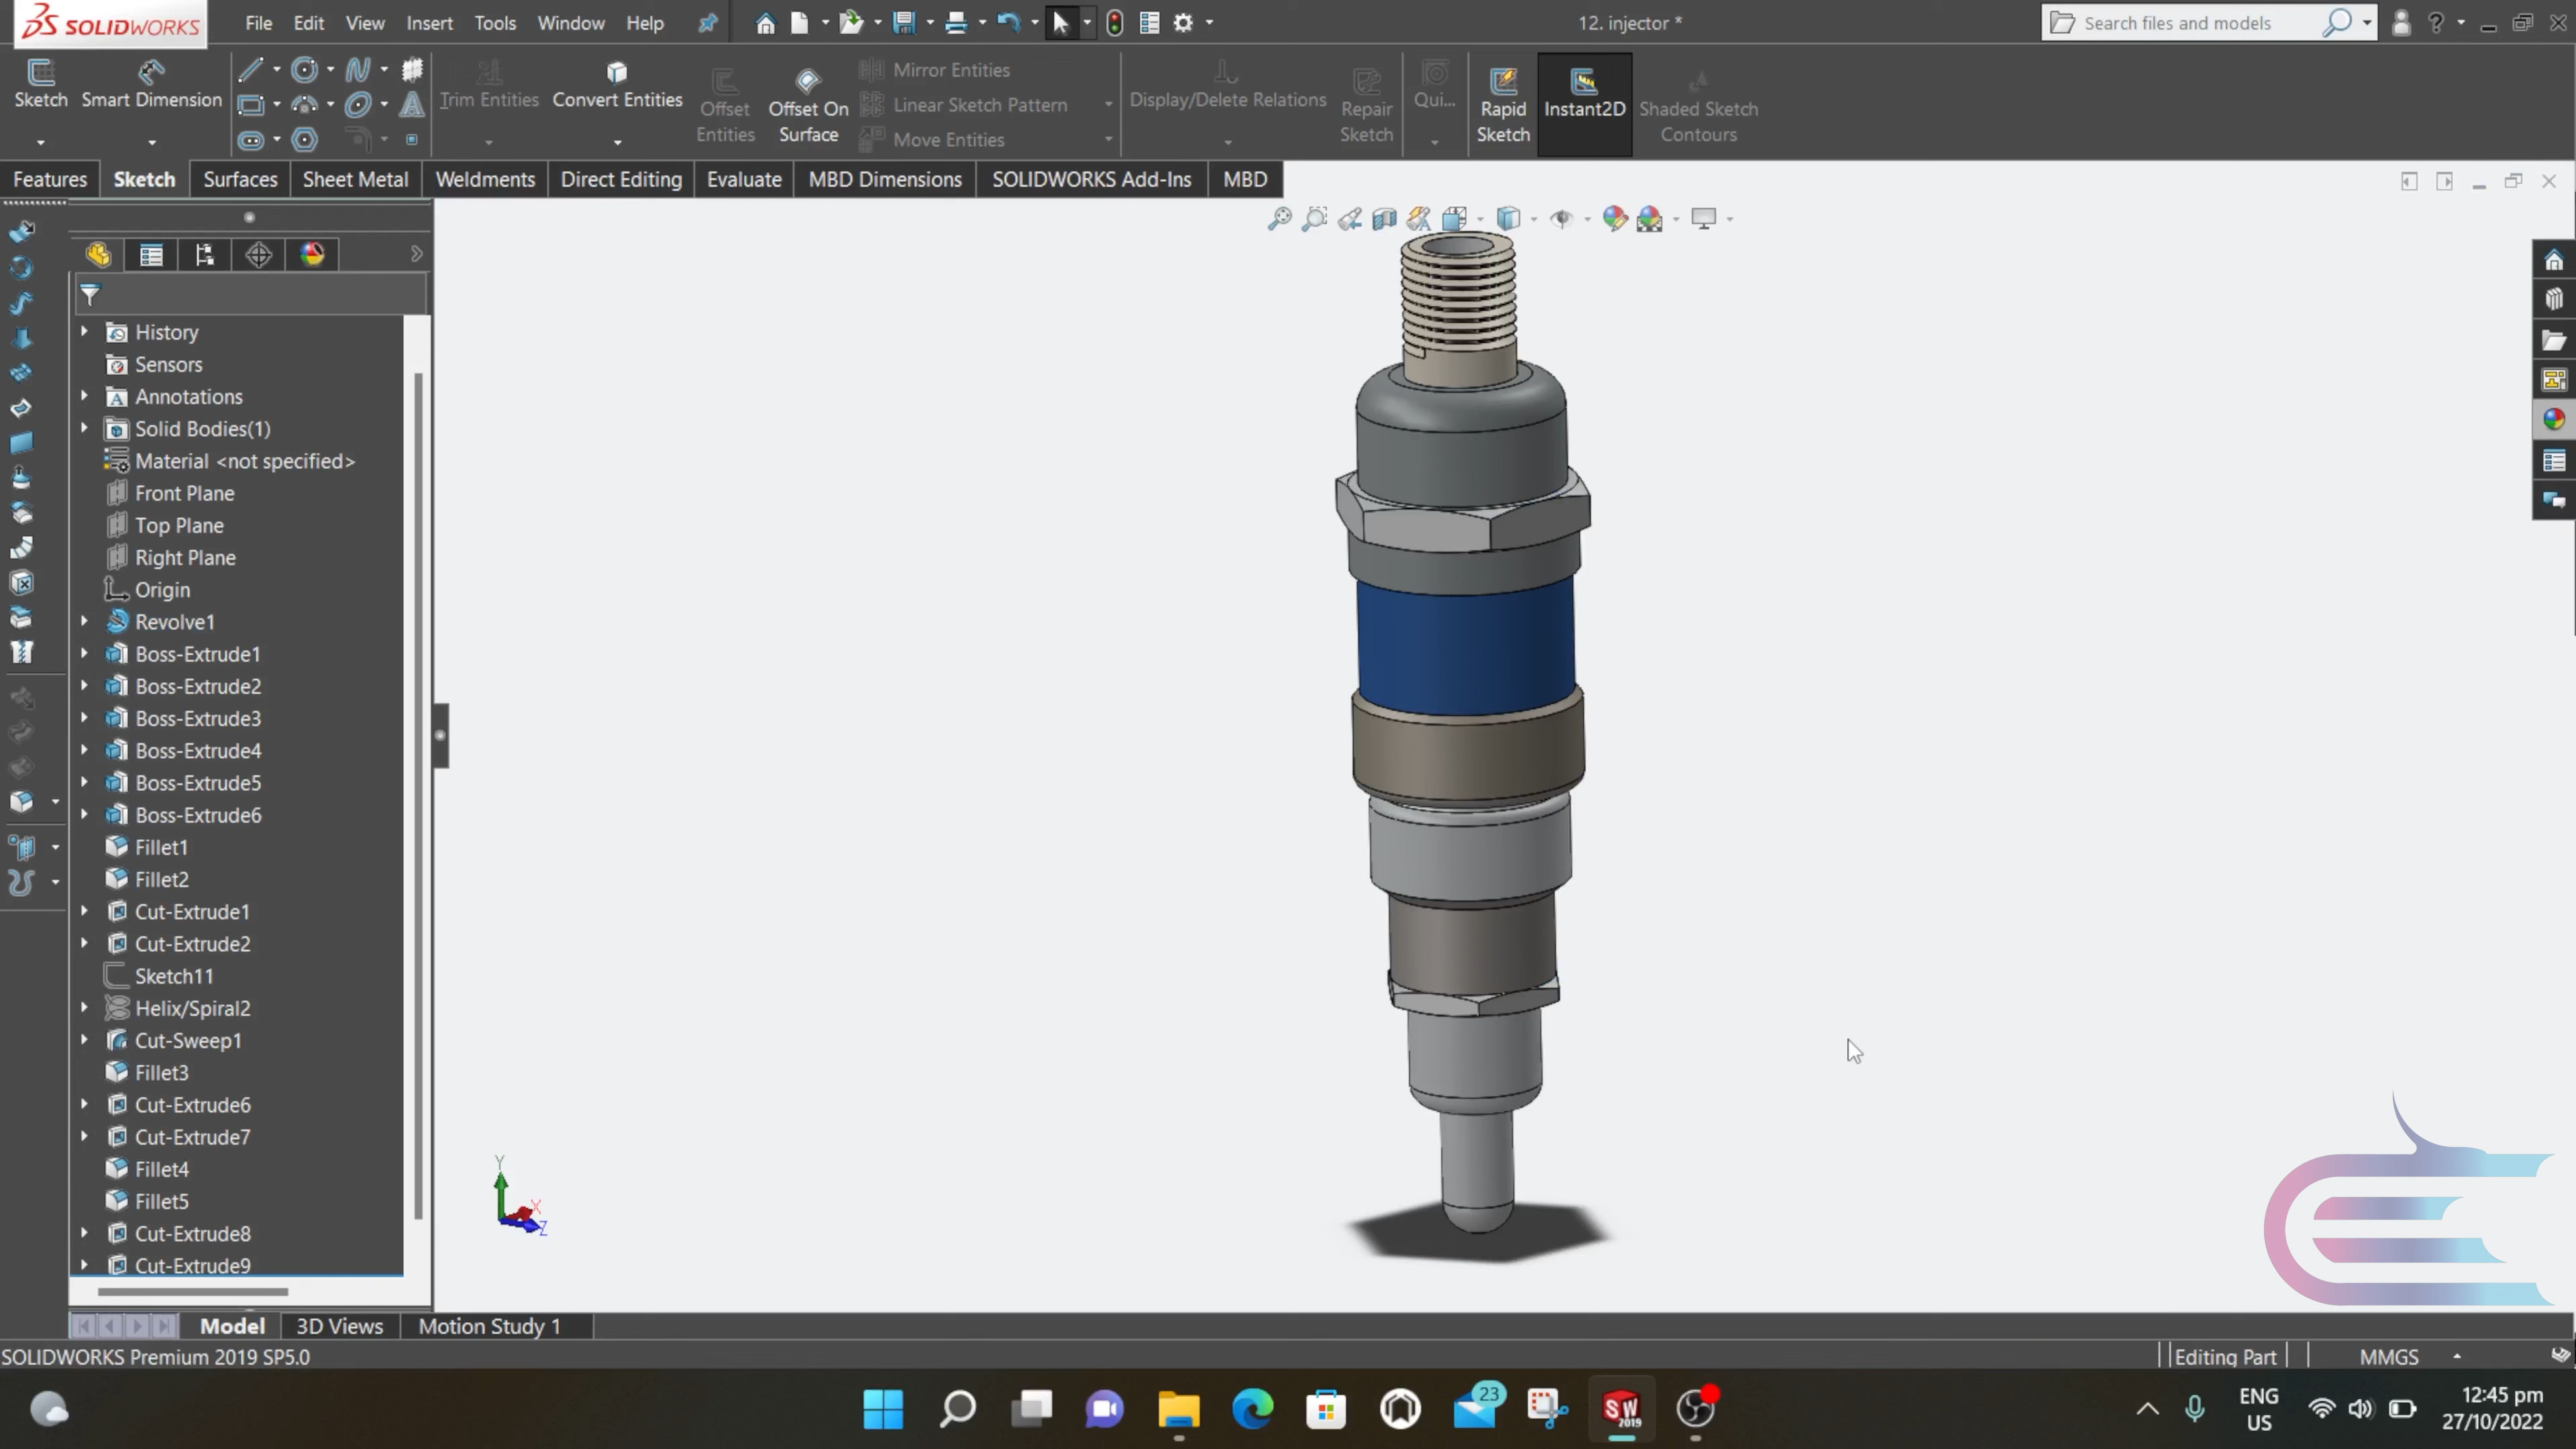 SOLIDWORKS File Edit View Insert Tools Window Help 12. injector * Search files and models ?
Sketch Smart Dimension Trim Entities Convert Entities Offset Entities Offset On Surface Mirror Entities Linear Sketch Pattern Move Entities Display/Delete Relations Repair Sketch Qui... Rapid Sketch Instant2D Shaded Sketch Contours
Features Sketch Surfaces Sheet Metal Weldments Direct Editing Evaluate MBD Dimensions SOLIDWORKS Add-Ins MBD
History
Sensors
Annotations
Solid Bodies(1)
Material <not specified>
Front Plane
Top Plane
Right Plane
Origin
Revolve1
Boss-Extrude1
Boss-Extrude2
Boss-Extrude3
Boss-Extrude4
Boss-Extrude5
Boss-Extrude6
Fillet1
Fillet2
Cut-Extrude1
Cut-Extrude2
Sketch11
Helix/Spiral2
Cut-Sweep1
Fillet3
Cut-Extrude6
Cut-Extrude7
Fillet4
Fillet5
Cut-Extrude8
Cut-Extrude9
Y
X
Z
Model 3D Views Motion Study 1
SOLIDWORKS Premium 2019 SP5.0 Editing Part MMGS
23
SW
2019
ENG
US
12:45 pm
27/10/2022